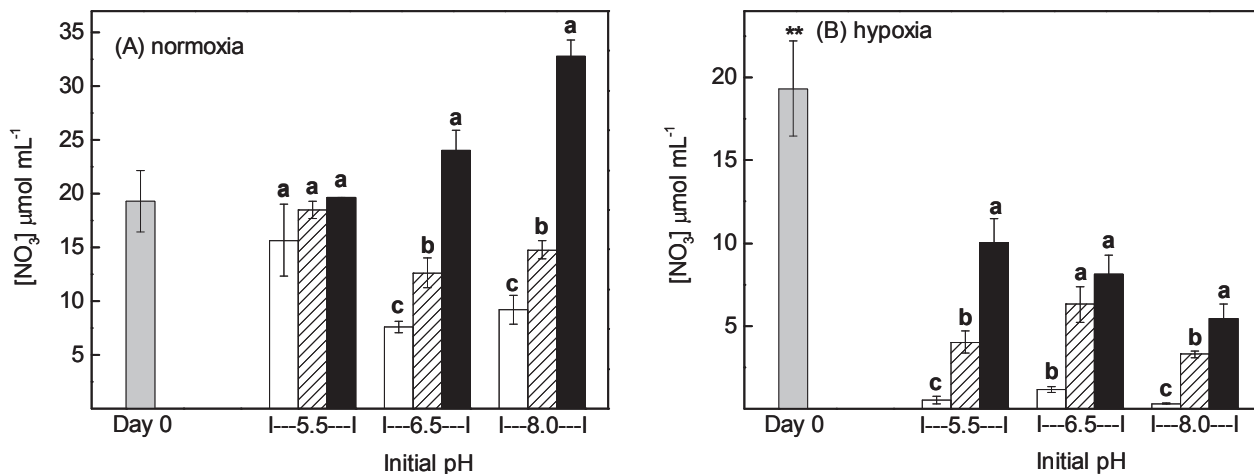 (A) normoxia
[NO₃⁻] μmol mL⁻¹
35
30
25
20
15
10
5
a
a
a
c
b
a
c
b
a
Day 0
I---5.5---I
I---6.5---I
I---8.0---I
Initial pH
(B) hypoxia
[NO₃⁻] μmol mL⁻¹
20
15
10
5
**
c
b
a
c
a
a
c
b
a
Day 0
I---5.5---I
I---6.5---I
I---8.0---I
Initial pH